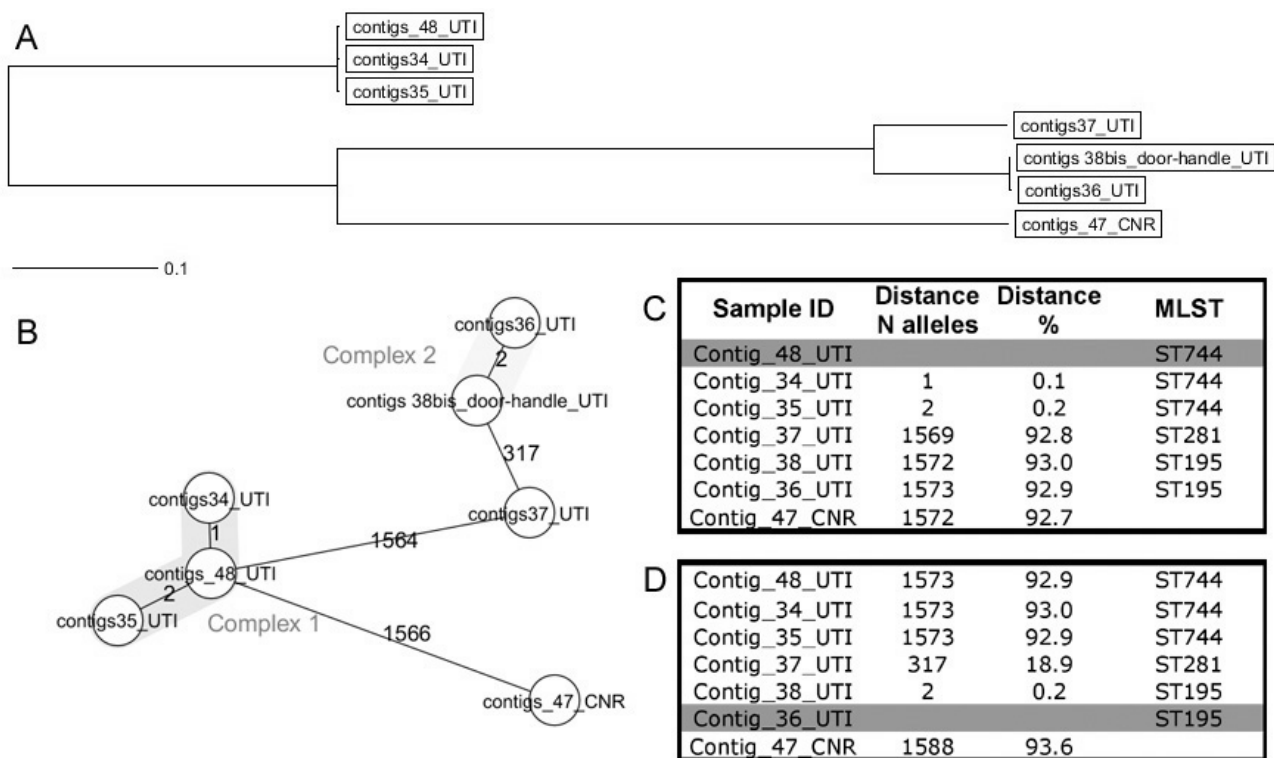 A
contigs_48_UTI
contigs34_UTI
contigs35_UTI
contigs37_UTI
contigs 38bis_door-handle_UTI
contigs36_UTI
contigs_47_CNR
0.1
B
contigs36_UTI
Complex 2
2
contigs 38bis_door-handle_UTI
317
contigs34_UTI
contigs37_UTI
1
1564
contigs_48_UTI
2
contigs35_UTI
Complex 1
1566
contigs_47_CNR
C
Sample ID Distance N alleles Distance % MLST
Contig_48_UTI ST744
Contig_34_UTI 1 0.1 ST744
Contig_35_UTI 2 0.2 ST744
Contig_37_UTI 1569 92.8 ST281
Contig_38_UTI 1572 93.0 ST195
Contig_36_UTI 1573 92.9 ST195
Contig_47_CNR 1572 92.7
D
Contig_48_UTI 1573 92.9 ST744
Contig_34_UTI 1573 93.0 ST744
Contig_35_UTI 1573 92.9 ST744
Contig_37_UTI 317 18.9 ST281
Contig_38_UTI 2 0.2 ST195
Contig_36_UTI ST195
Contig_47_CNR 1588 93.6